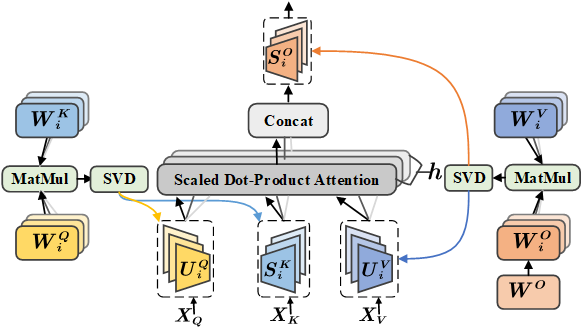 S_i^O
W_i^K
Concat
W_i^V
MatMul
SVD
Scaled Dot-Product Attention
h
SVD
MatMul
W_i^Q
U_i^Q
S_i^K
U_i^V
W_i^O
W^O
X_Q
X_K
X_V